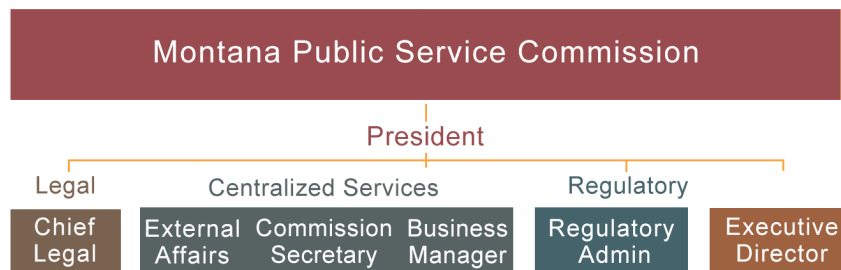 Montana Public Service Commission
President
Legal
Centralized Services
Regulatory
Chief
Legal
External
Affairs
Commission
Secretary
Business
Manager
Regulatory
Admin
Executive
Director